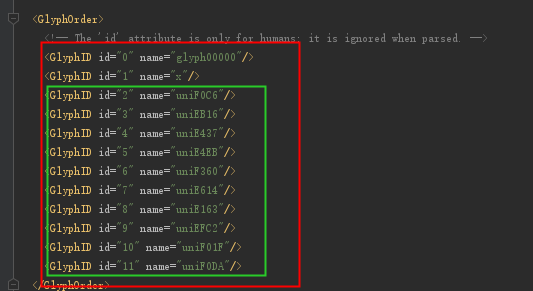 <GlyphOrder>
<!-- The 'id' attribute is only for humans; it is ignored when parsed. -->
<GlyphID id="0" name="glyph00000"/>
<GlyphID id="1" name="x"/>
<GlyphID id="2" name="uniF0C6"/>
<GlyphID id="3" name="uniEB16"/>
<GlyphID id="4" name="uniE437"/>
<GlyphID id="5" name="uniE4EB"/>
<GlyphID id="6" name="uniF360"/>
<GlyphID id="7" name="uniE614"/>
<GlyphID id="8" name="uniE163"/>
<GlyphID id="9" name="uniEFC2"/>
<GlyphID id="10" name="uniF01F"/>
<GlyphID id="11" name="uniF0DA"/>
</GlyphOrder>